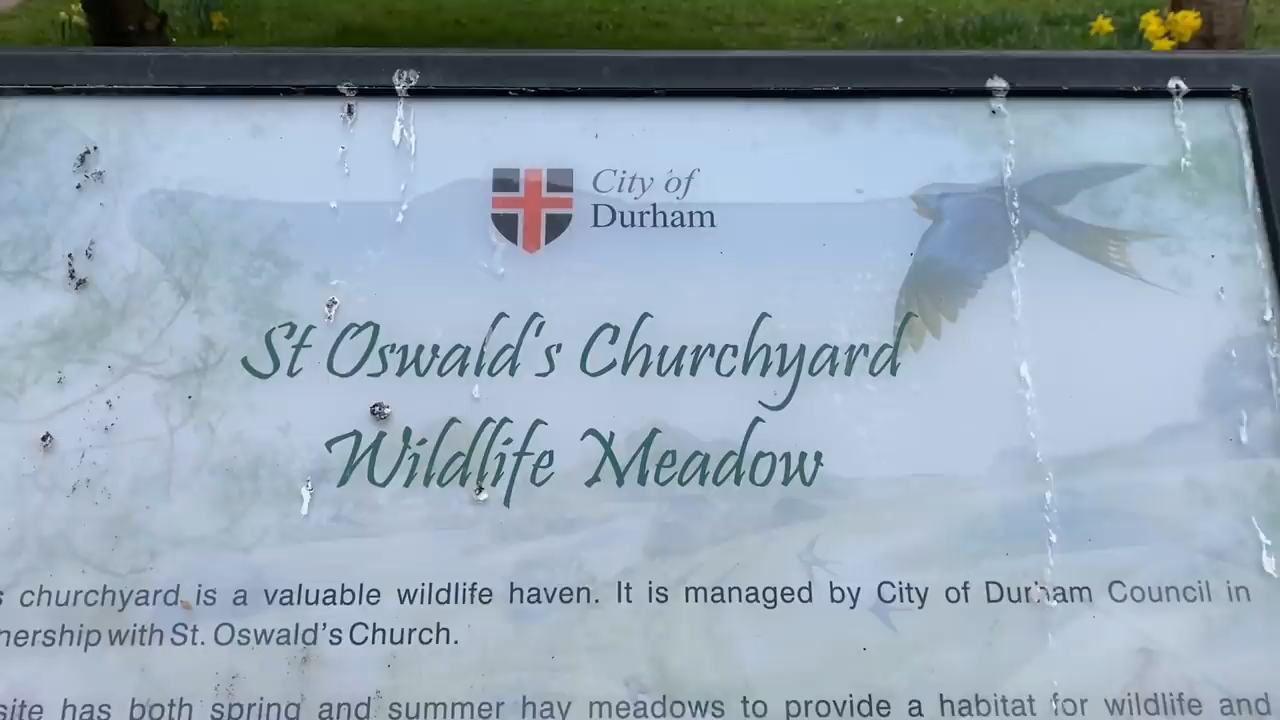 City of
Durham
St Oswald's Churchyard
Wildlife Meadow
churchyard is a valuable wildlife haven. It is managed by City of Durham Council in
with St. Oswald's Church.
site has both spring and summer hay meadows to provide a habitat for wildlife and